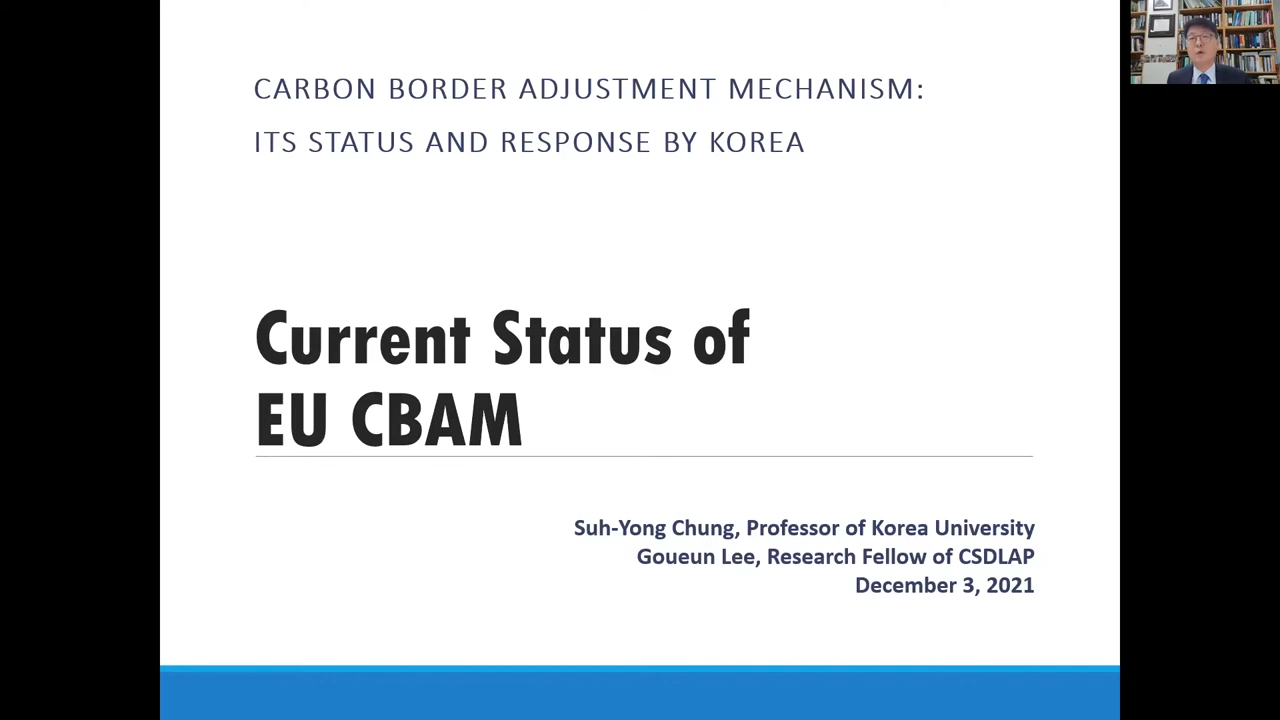 CARBON BORDER ADJUSTMENT MECHANISM:
ITS STATUS AND RESPONSE BY KOREA
Current Status of
EU CBAM
Suh-Yong Chung, Professor of Korea University
Goueun Lee, Research Fellow of CSDLAP
December 3, 2021